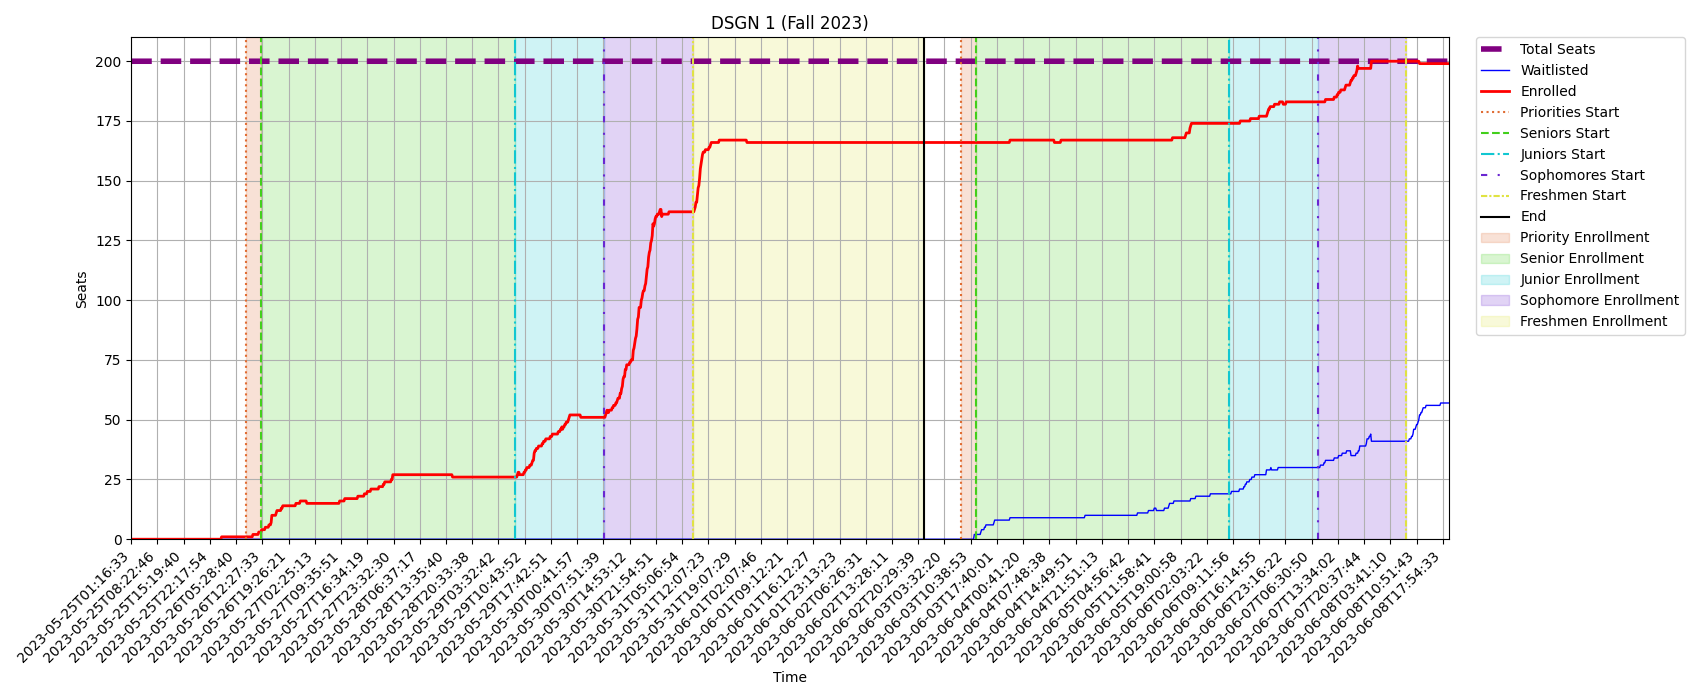 DSGN 1 (Fall 2023)
Seats
200
175
150
125
100
75
50
25
0
2023-05-25T01:16:33
2023-05-25T08:22:46
2023-05-25T15:19:40
2023-05-25T22:17:54
2023-05-26T05:28:40
2023-05-26T12:27:33
2023-05-26T19:26:21
2023-05-27T02:25:13
2023-05-27T09:35:51
2023-05-27T16:34:19
2023-05-27T23:32:30
2023-05-28T06:37:17
2023-05-28T13:35:40
2023-05-28T20:33:38
2023-05-29T03:32:42
2023-05-29T10:43:52
2023-05-29T17:42:51
2023-05-30T00:41:57
2023-05-30T07:51:39
2023-05-30T14:53:12
2023-05-30T21:54:51
2023-05-31T05:06:54
2023-05-31T12:07:23
2023-05-31T19:07:29
2023-06-01T02:07:46
2023-06-01T09:12:21
2023-06-01T16:12:27
2023-06-01T23:13:23
2023-06-02T06:26:31
2023-06-02T13:28:11
2023-06-02T20:29:39
2023-06-03T03:32:20
2023-06-03T10:38:53
2023-06-03T17:40:01
2023-06-04T00:41:20
2023-06-04T07:48:38
2023-06-04T14:49:51
2023-06-04T21:51:13
2023-06-05T04:56:42
2023-06-05T11:58:41
2023-06-05T19:00:58
2023-06-06T02:03:22
2023-06-06T09:11:56
2023-06-06T16:14:55
2023-06-06T23:16:22
2023-06-07T06:30:50
2023-06-07T13:34:02
2023-06-07T20:37:44
2023-06-08T03:41:10
2023-06-08T10:51:43
2023-06-08T17:54:33
Time
Total Seats
Waitlisted
Enrolled
Priorities Start
Seniors Start
Juniors Start
Sophomores Start
Freshmen Start
End
Priority Enrollment
Senior Enrollment
Junior Enrollment
Sophomore Enrollment
Freshmen Enrollment